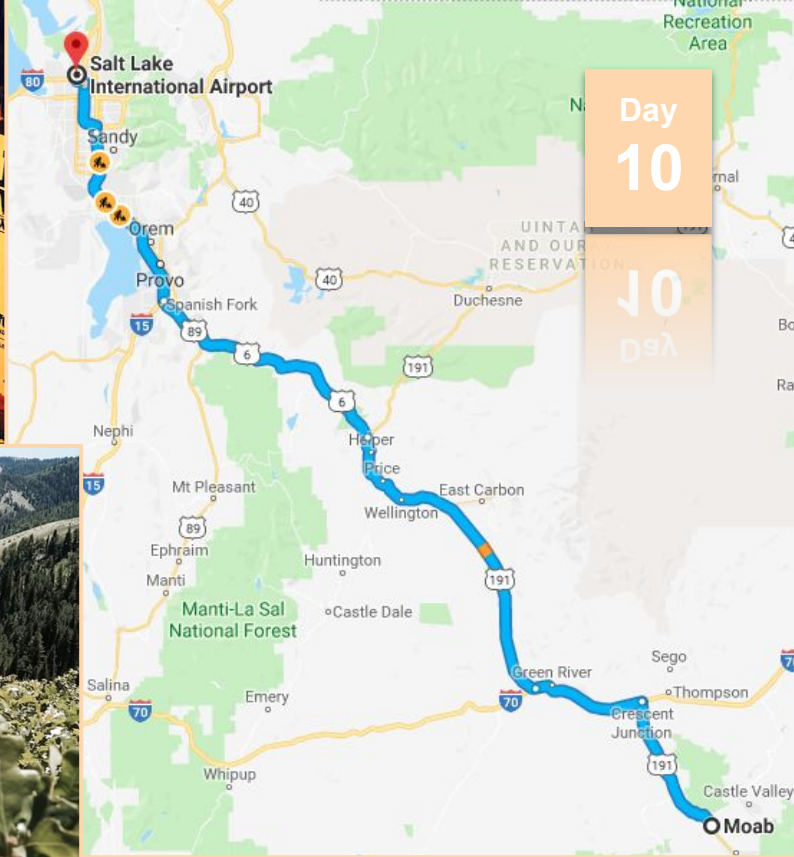 National
Recreation
Area
Salt Lake
International Airport
80
Day
10
Sandy
40
Orem
UINTA
AND OURA
RESERVATION
Provo
40
Duchesne
Spanish Fork
15
89
6
191
6
Nephi
Helper
Price
15
Mt Pleasant
East Carbon
Wellington
89
Ephraim
Huntington
191
Manti
Manti-La Sal
National Forest
Castle Dale
Sego
Green River
Salina
Thompson
Emery
70
70
Crescent
Junction
191
Whipup
Castle Valley
Moab